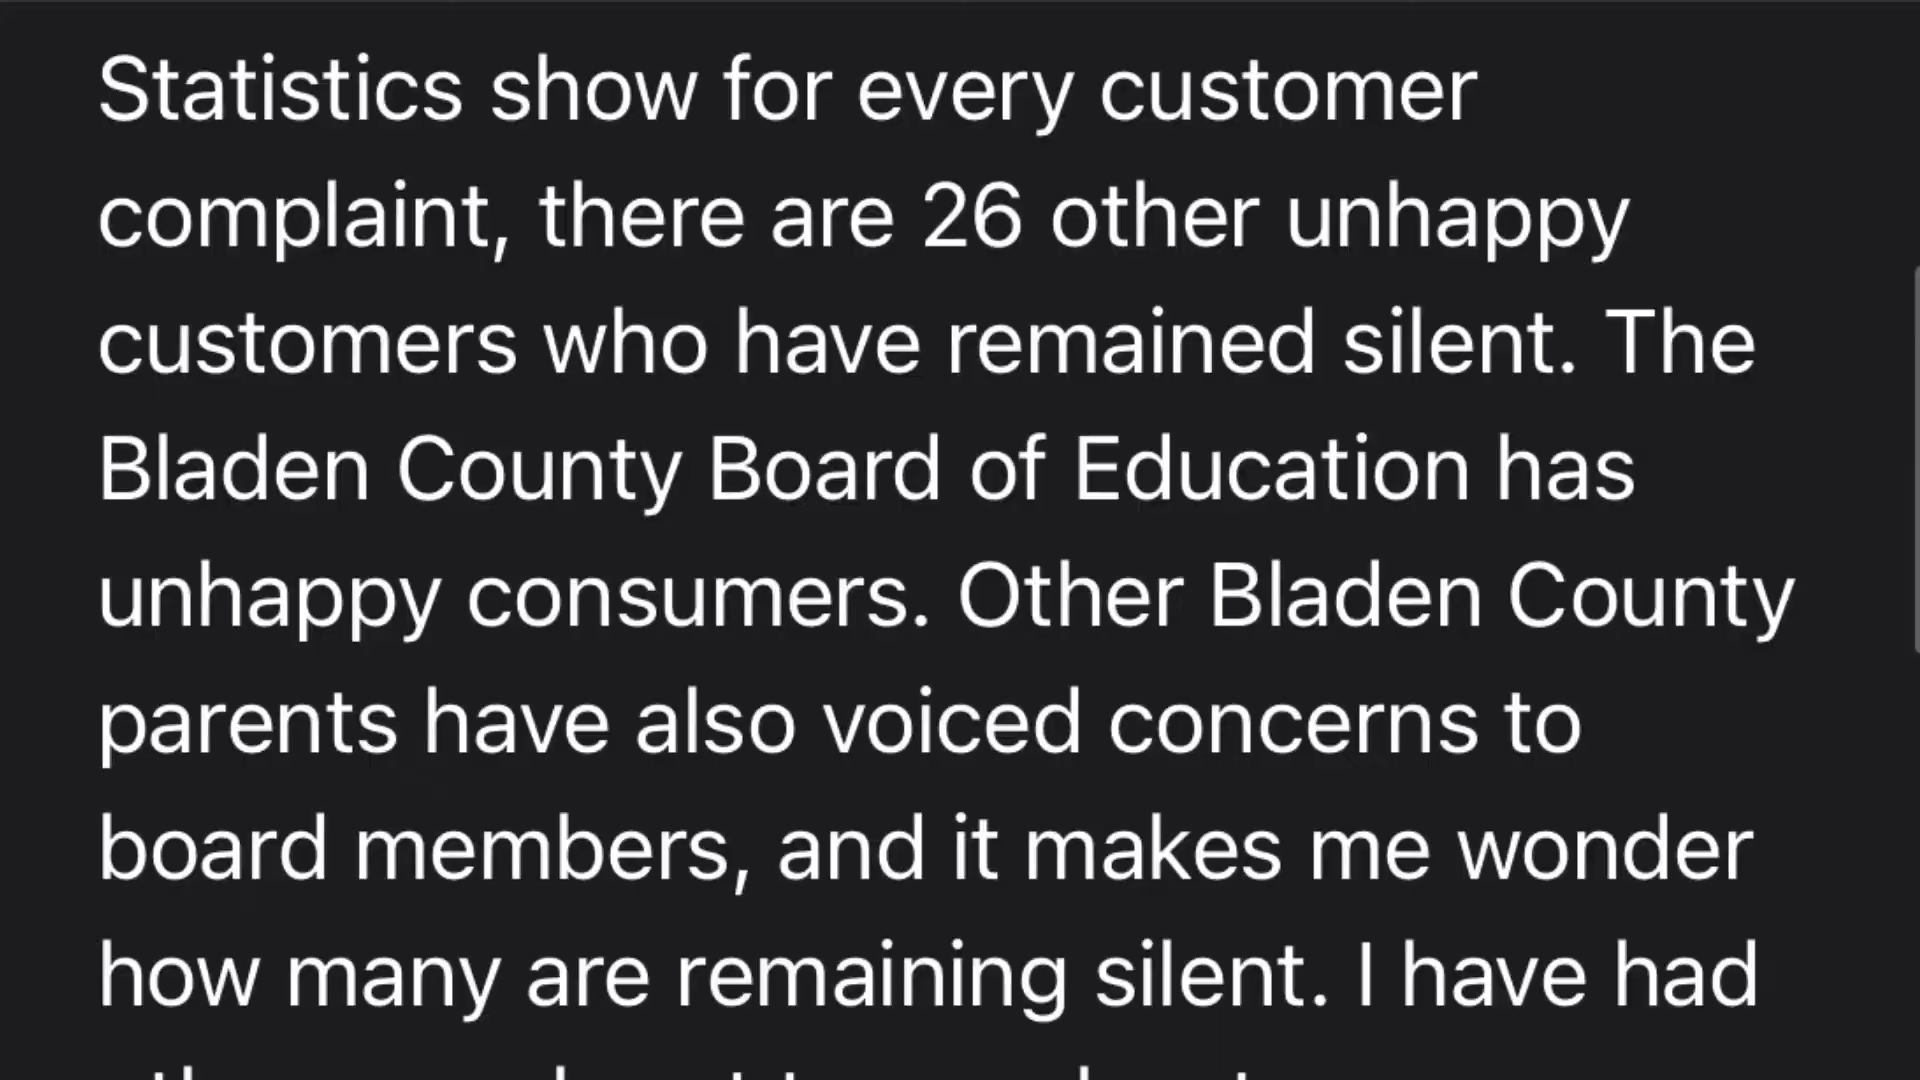 Statistics show for every customer
complaint, there are 26 other unhappy
customers who have remained silent. The
Bladen County Board of Education has
unhappy consumers. Other Bladen County
parents have also voiced concerns to
board members, and it makes me wonder
how many are remaining silent. I have had